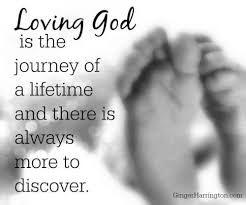 Loving God
is the
journey of
a lifetime
and there is
always
more to
discover.
GingerHarrington.com